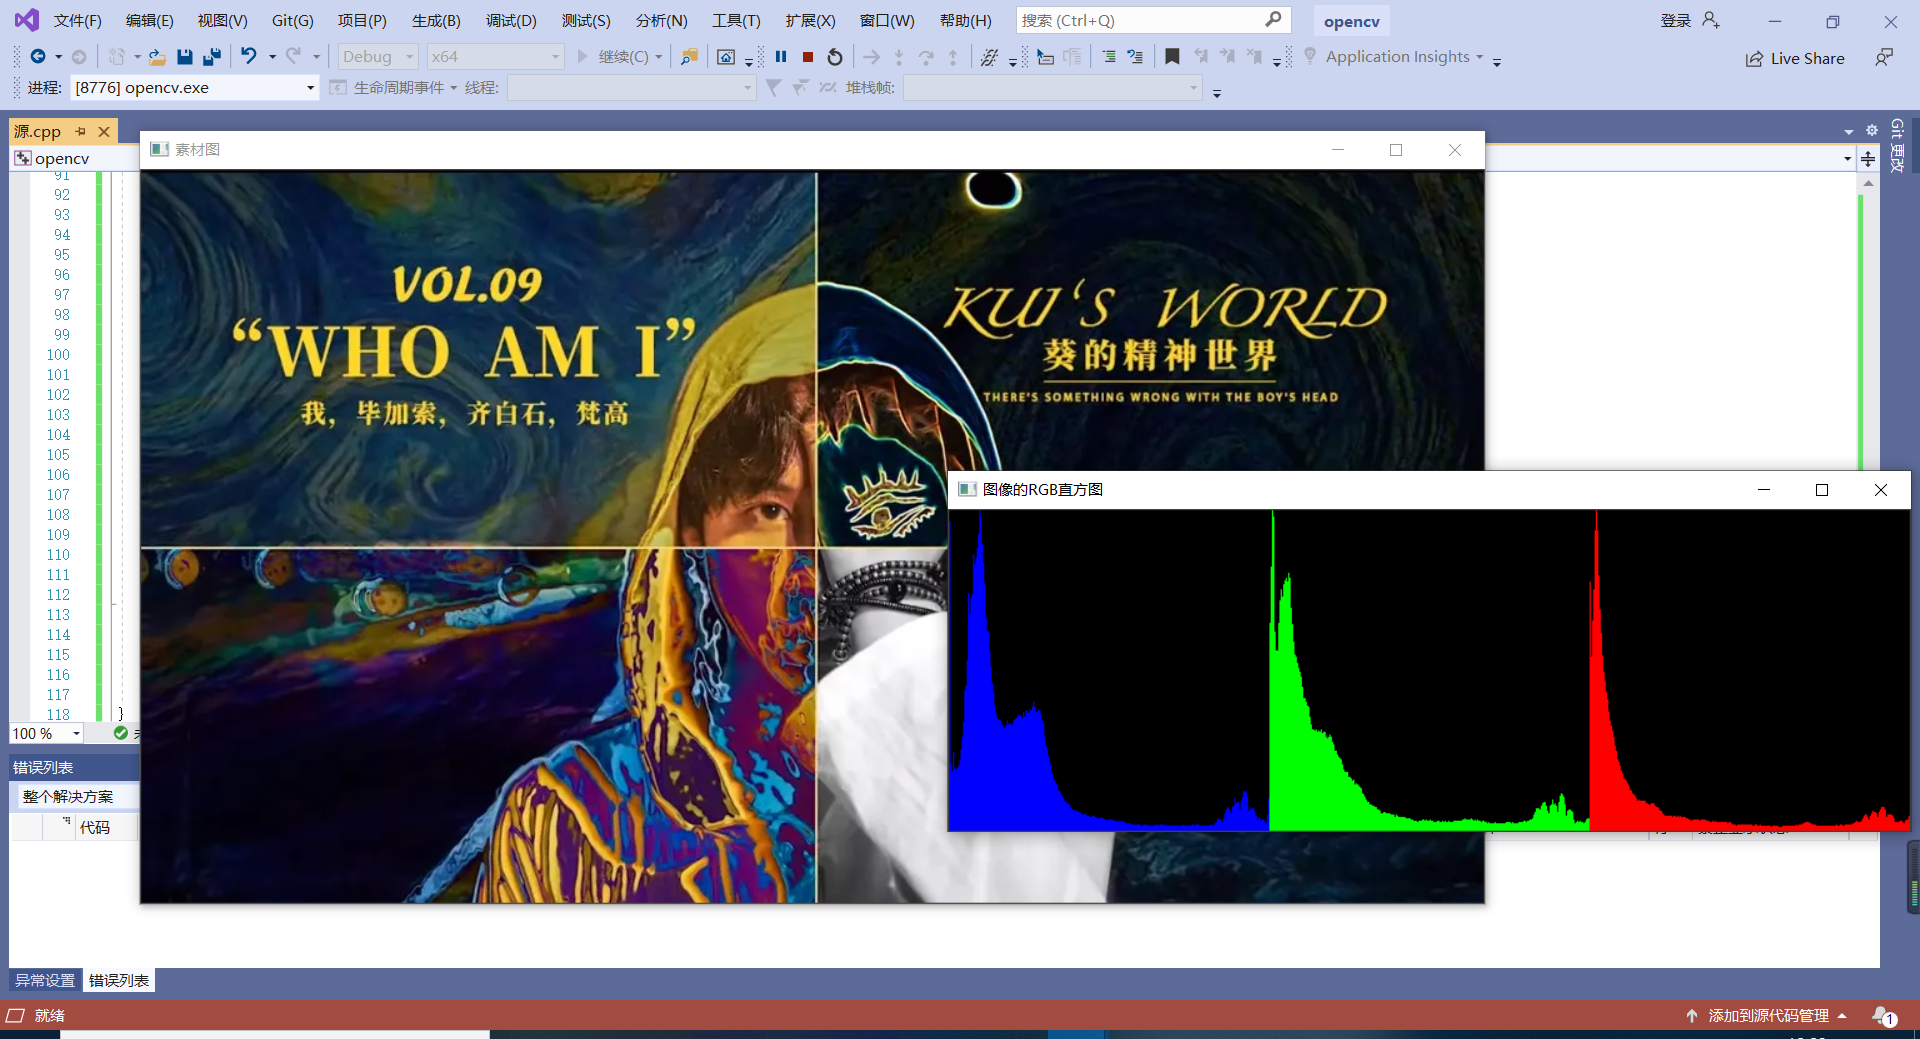 文件(F) 编辑(E) 视图(V) Git(G) 项目(P) 生成(B) 调试(D) 测试(S) 分析(N) 工具(T) 扩展(X) 窗口(W) 帮助(H) 搜索 (Ctrl+Q) opencv 登录
Debug x64 继续(C) Application Insights Live Share
进程: [8776] opencv.exe 生命周期事件 线程: 堆栈帧:
源.cpp
Git 更改
opencv
素材图
91
92
93
94
95
96
97
98
99
100
101
102
103
104
105
106
107
108
109
110
111
112
113
114
115
116
117
118 }
VOL.09
“WHO AM I”
我，毕加索，齐白石，梵高
KUI'S WORLD
葵的精神世界
THERE'S SOMETHING WRONG WITH THE BOY'S HEAD
图像的RGB直方图
100 %
错误列表
整个解决方案
代码
异常设置 错误列表
就绪 添加到源代码管理 1